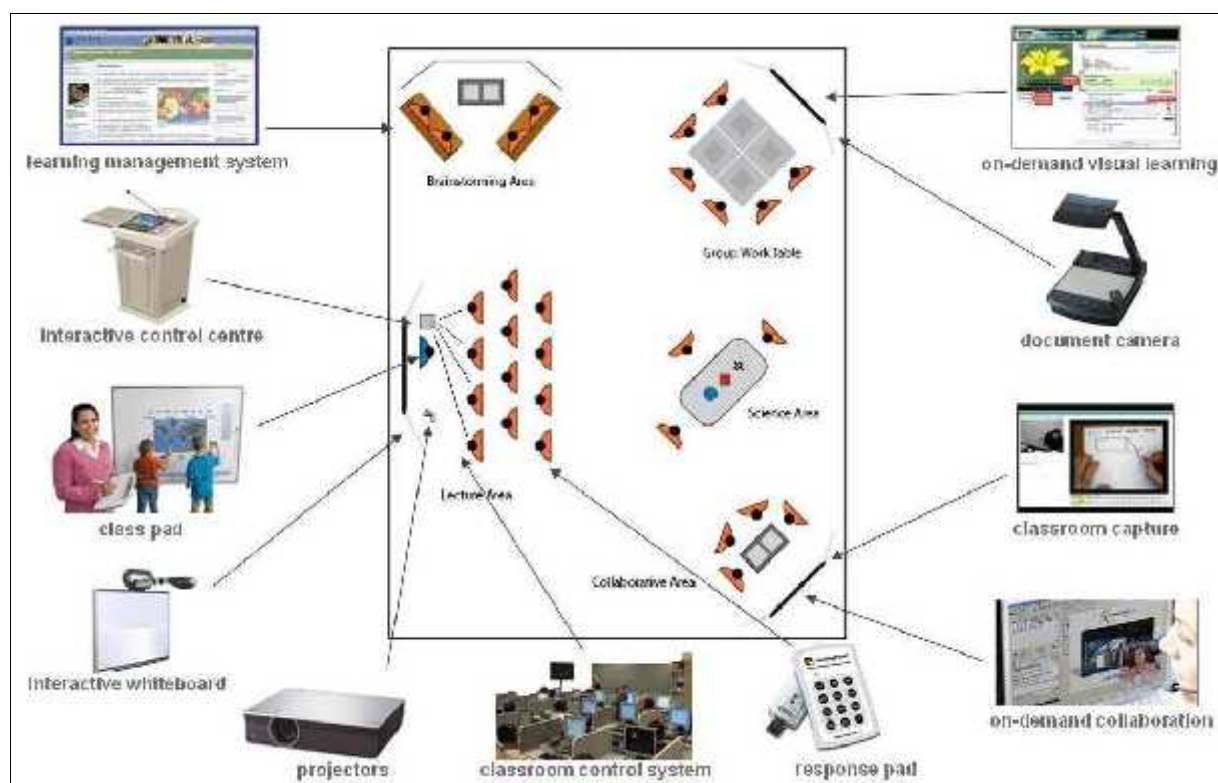 learning management system
Brainstorming Area
on-demand visual learning
Group Work Table
interactive control centre
document camera
Science Area
class pad
Lecture Area
classroom capture
Collaborative Area
interactive whiteboard
on-demand collaboration
projectors
classroom control system
response pad